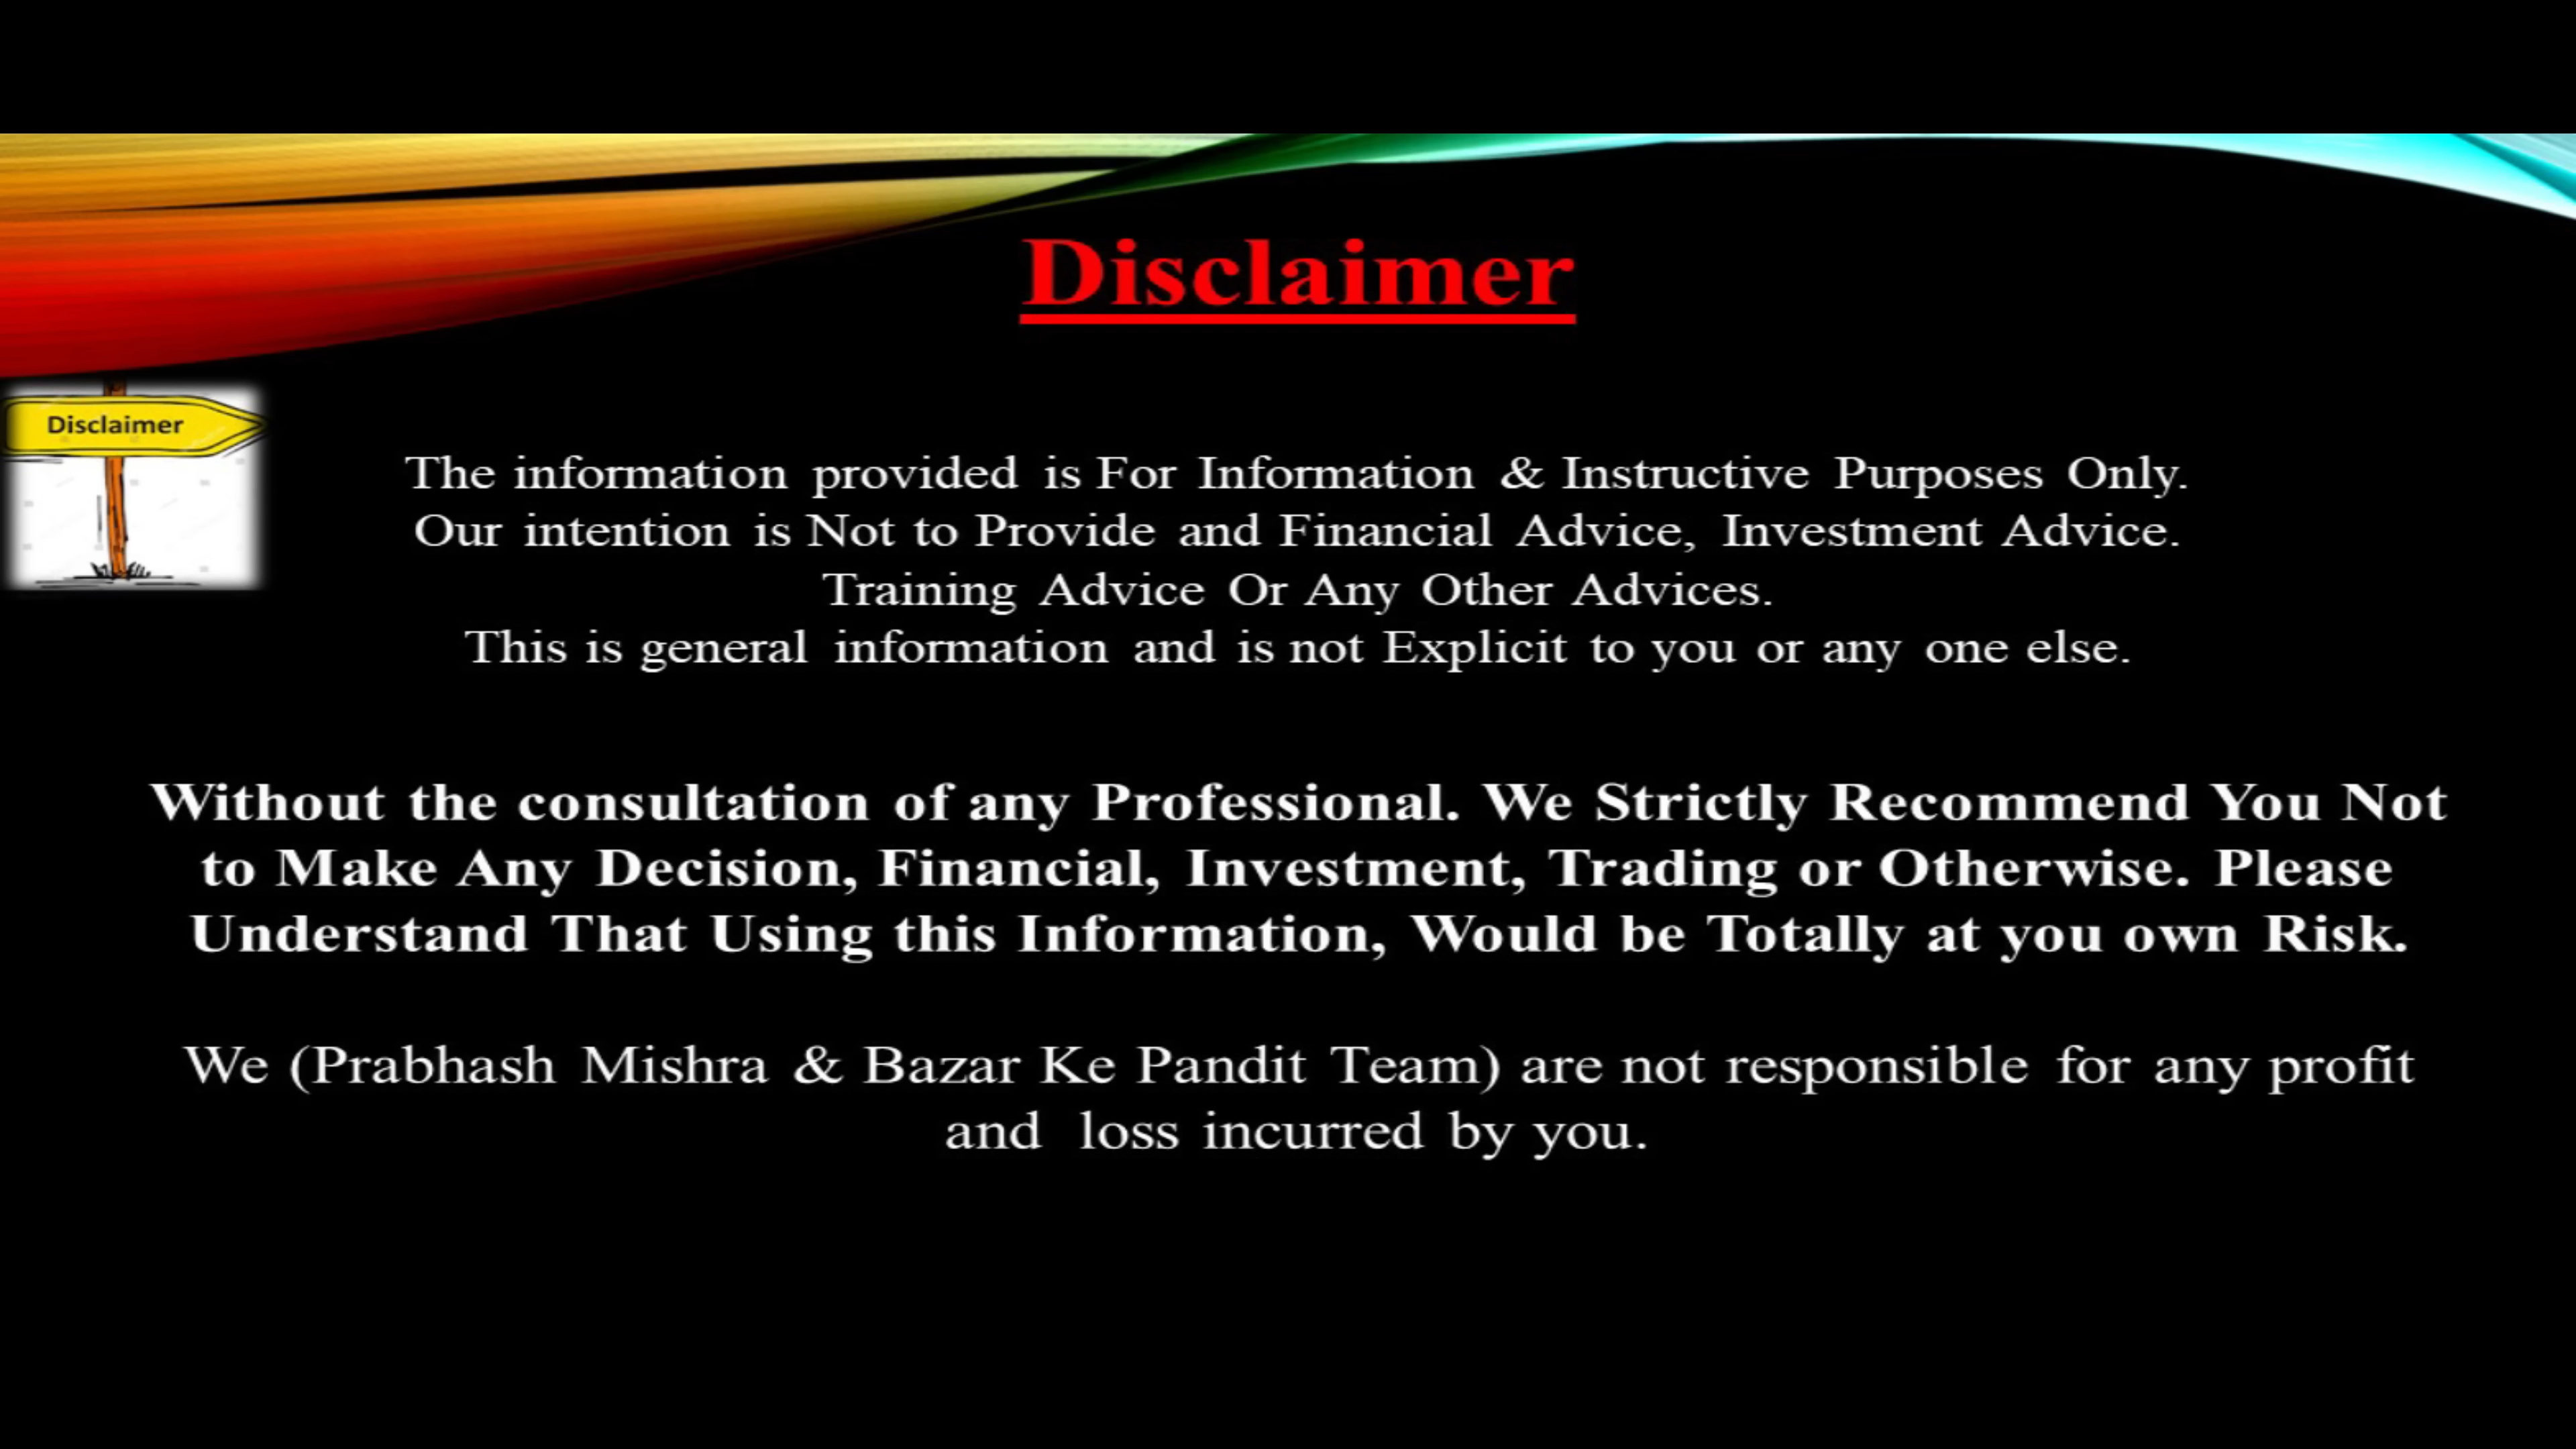 Disclaimer
Disclaimer
The information provided is For Information & Instructive Purposes Only.
Our intention is Not to Provide and Financial Advice, Investment Advice.
Training Advice Or Any Other Advices.
This is general information and is not Explicit to you or any one else.
Without the consultation of any Professional. We Strictly Recommend You Not
to Make Any Decision, Financial, Investment, Trading or Otherwise. Please
Understand That Using this Information, Would be Totally at you own Risk.
We (Prabhash Mishra & Bazar Ke Pandit Team) are not responsible for any profit
and loss incurred by you.